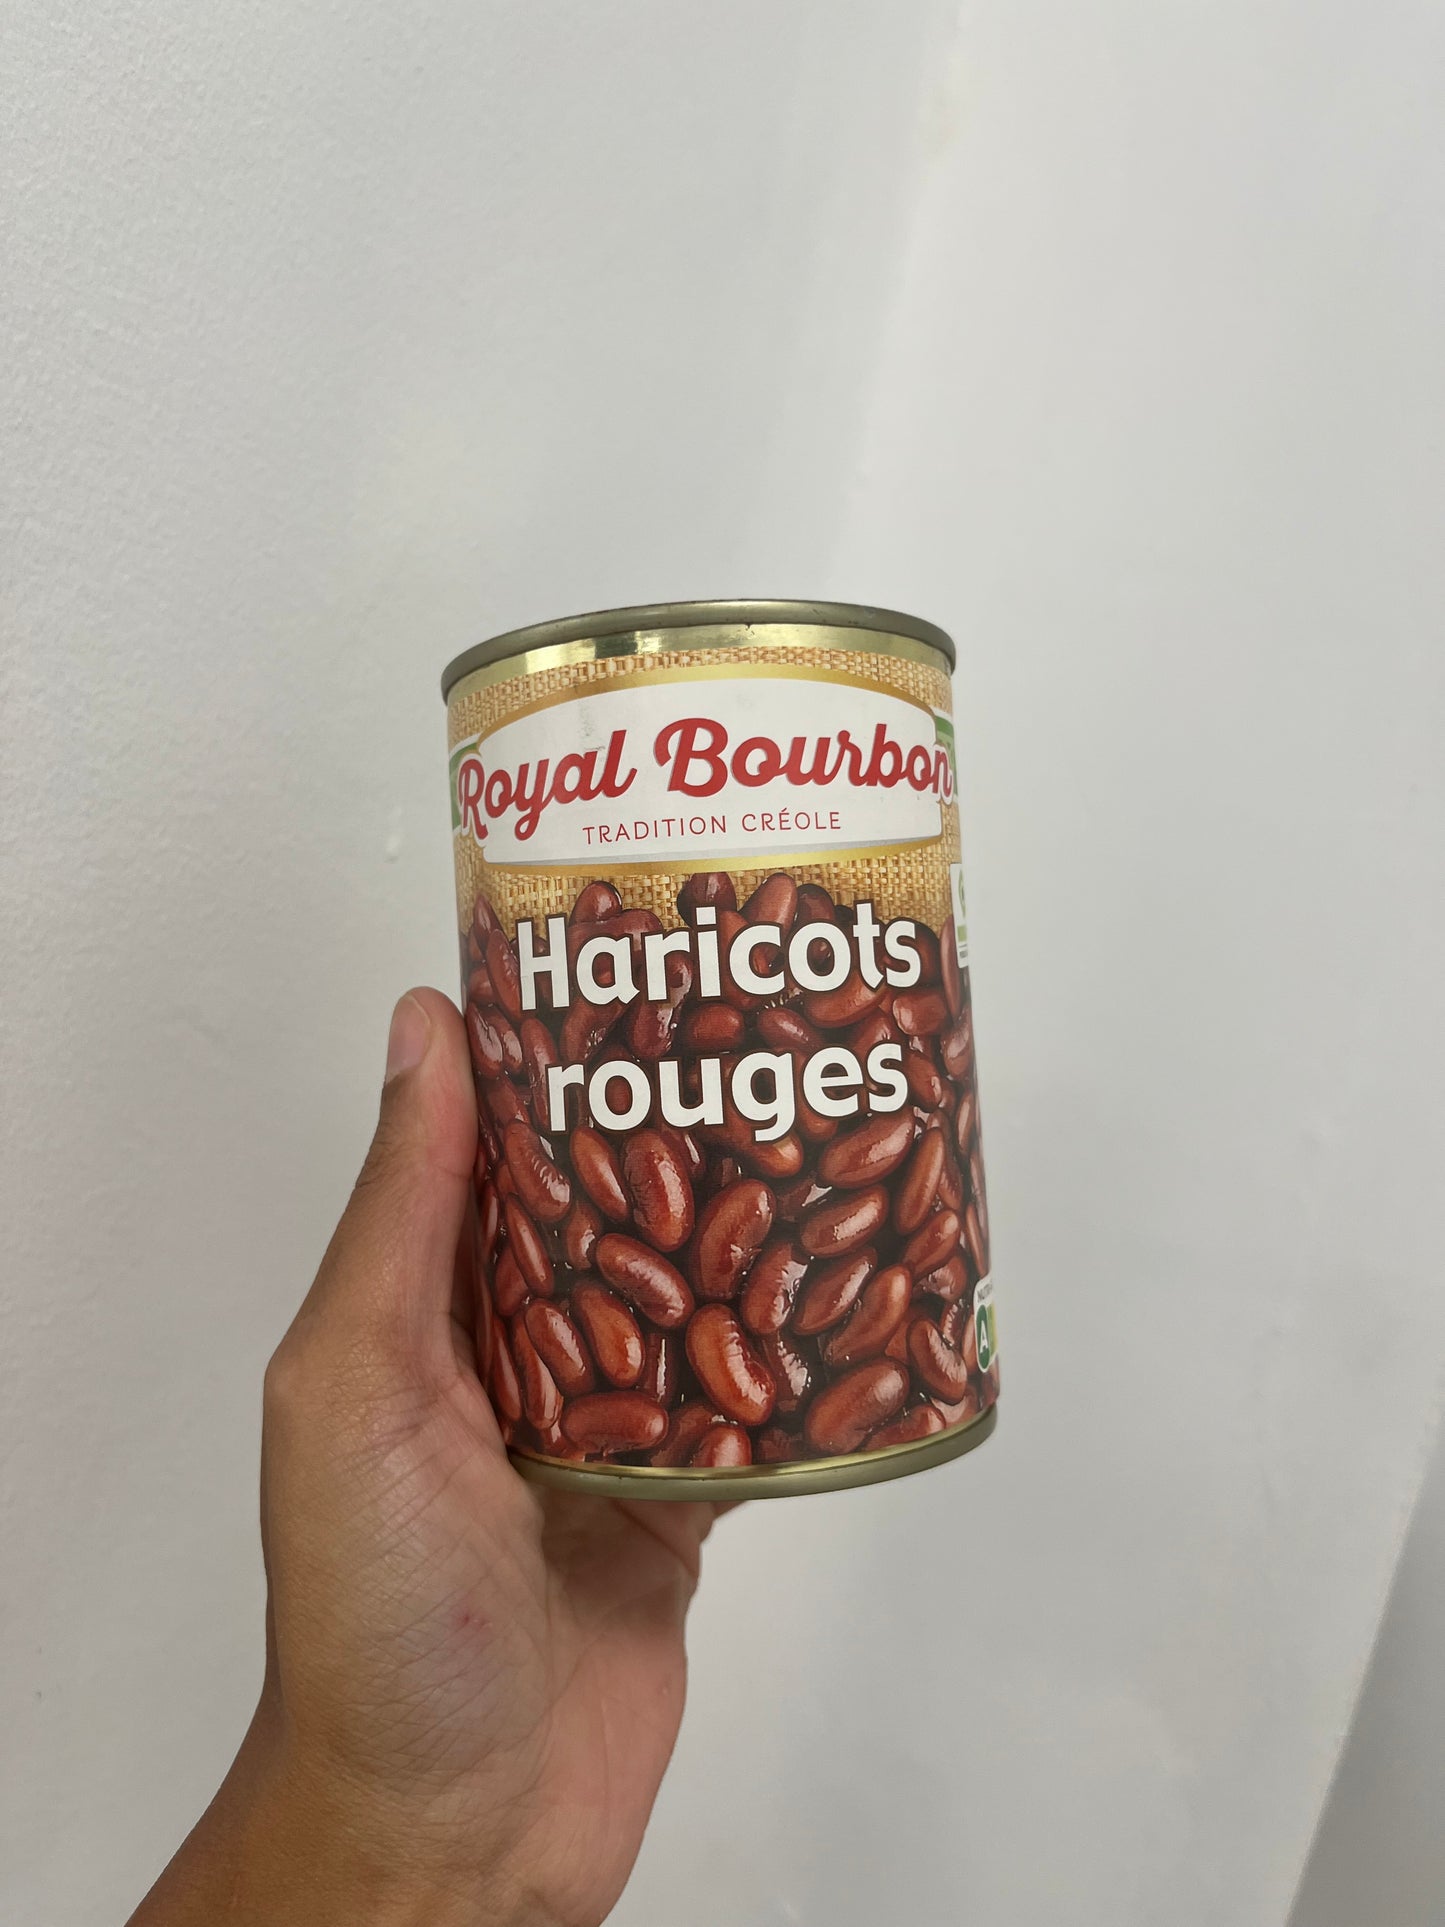 Royal Bourbon
TRADITION CRÉOLE
Haricots
rouges
A